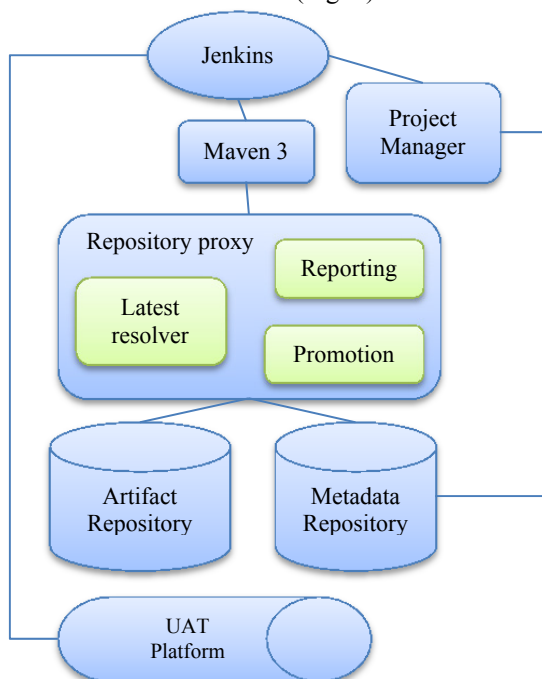 Jenkins
Project
Manager
Maven 3
Repository proxy
Reporting
Latest
resolver
Promotion
Artifact
Repository
Metadata
Repository
UAT
Platform